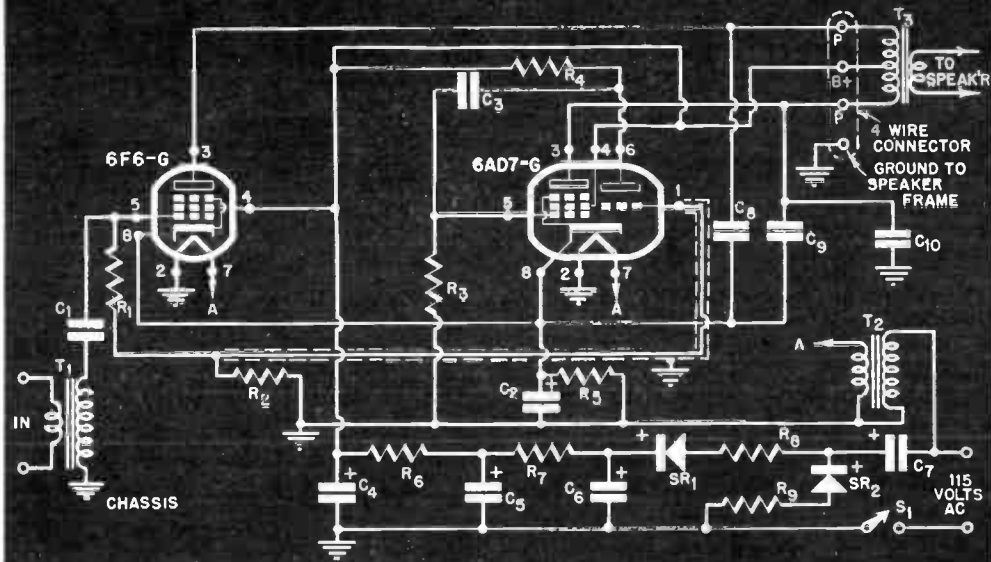 T3
P
TO
SPEAK'R
B+
P
4 WIRE
CONNECTOR
GROUND TO
SPEAKER
FRAME
R4
C3
6F6-G
3
5
4
8
2
7
A
6AD7-G
3 4 6
5
1
8
2
7
A
C8
C9
C10
R1
C1
R3
T1
IN
CHASSIS
R2
C2
+
R5
T2
A
+
C4
R6
+
C5
R7
+
C6
+
SR1
R8
R9
+
SR2
+
C7
115
VOLTS
AC
S1